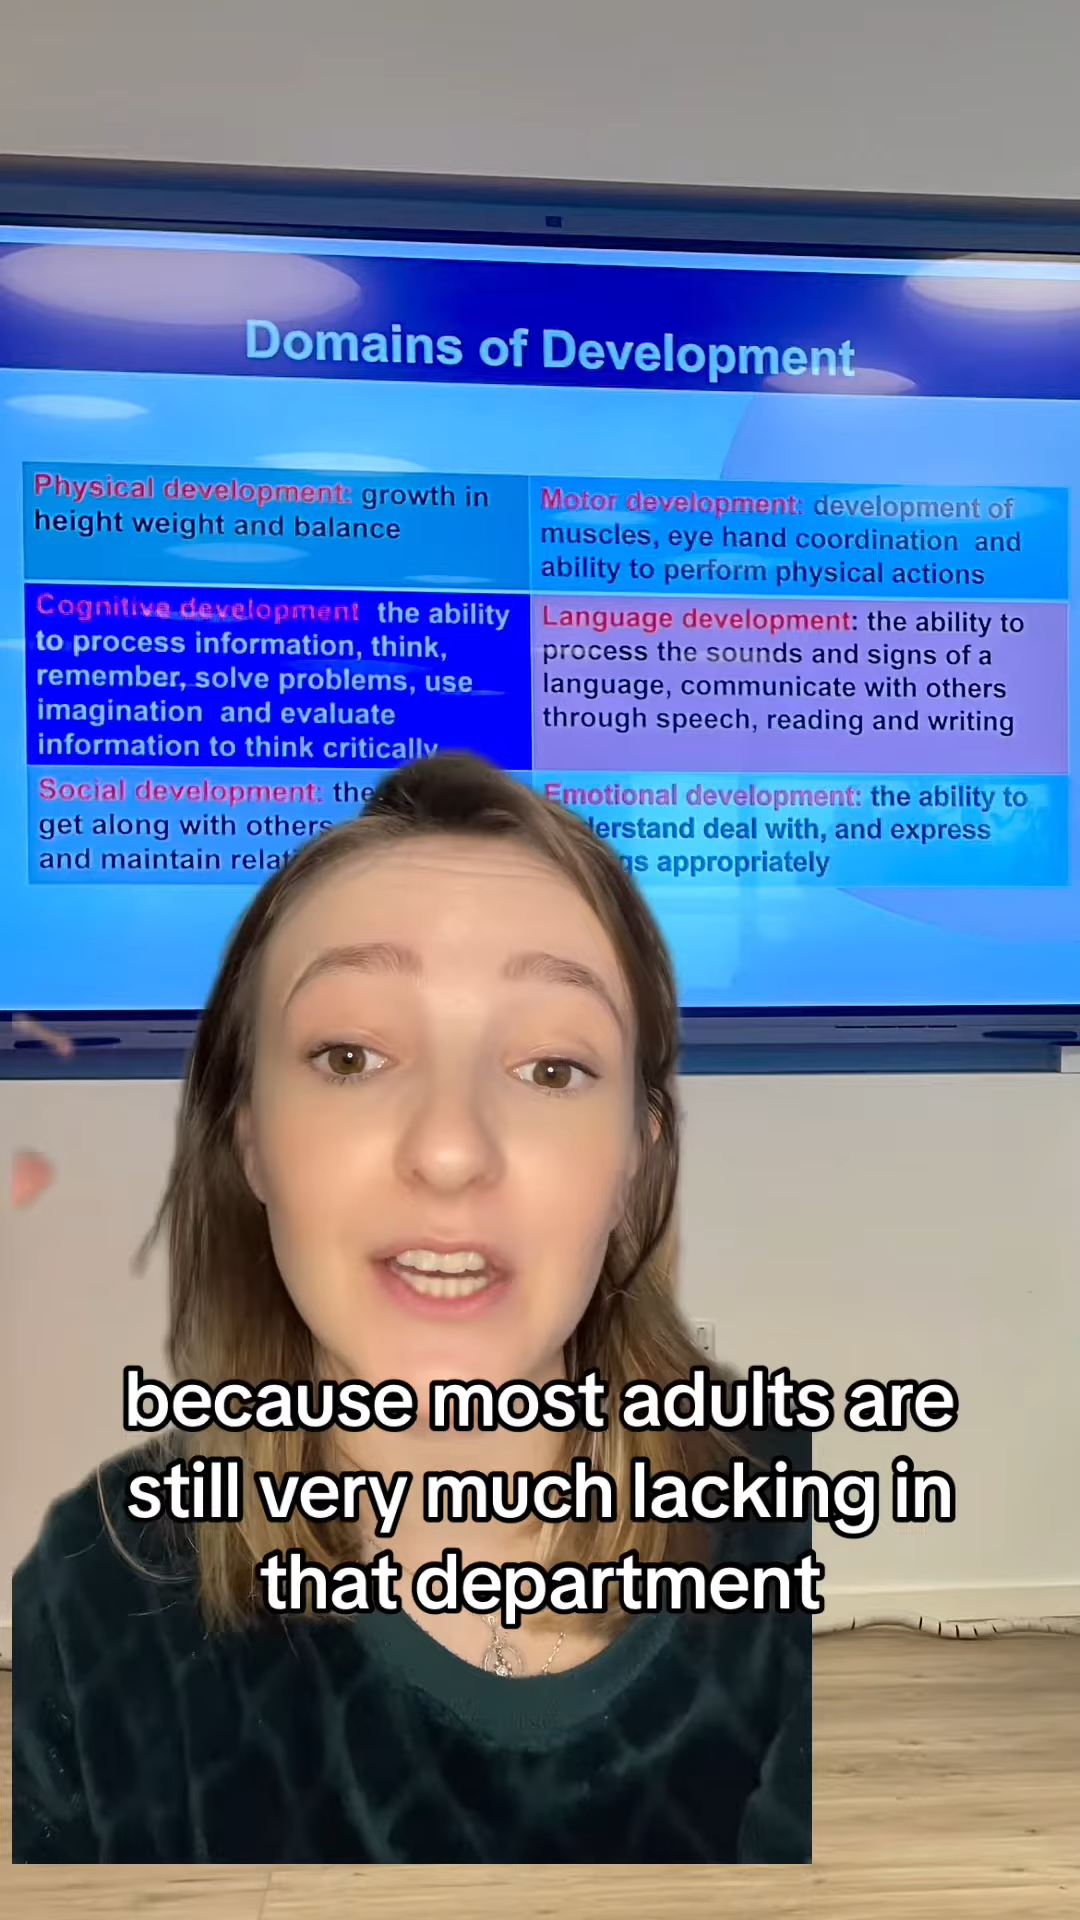 Domains of Development
Physical development: growth in
height weight and balance
Motor development: development of
muscles, eye hand coordination and
ability to perform physical actions
Cognitive development the ability
to process information, think,
remember, solve problems, use
imagination and evaluate
information to think critically
Language development: the ability to
process the sounds and signs of a
language, communicate with others
through speech, reading and writing
Social development: the
get along with others
and maintain
Emotional development: the ability to
deal with, and express
appropriately
because most adults are
still very much lacking in
that department